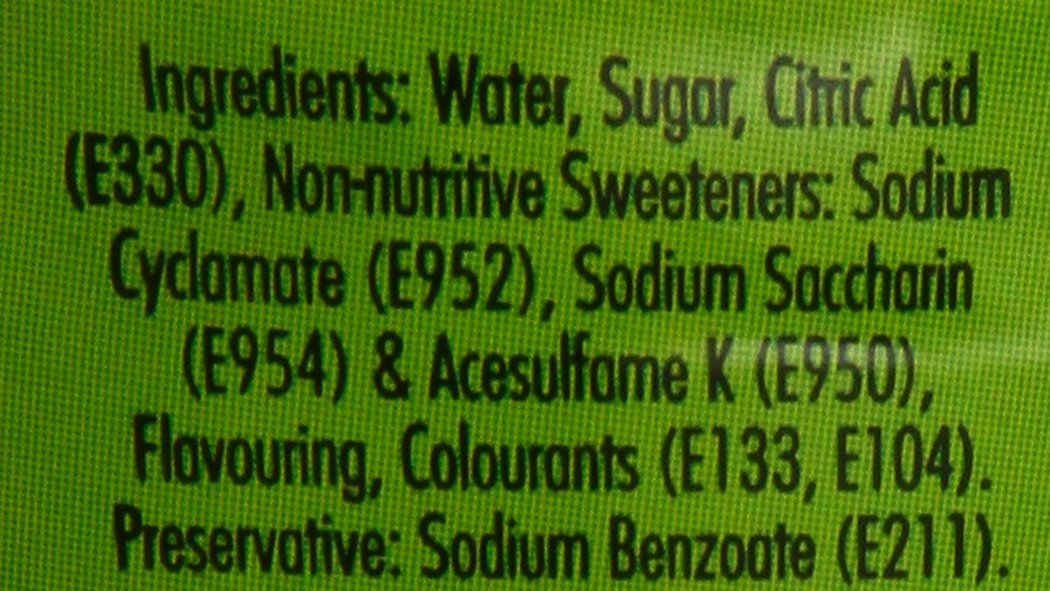 Ingredients: Water, Sugar, Citric Acid
(E330), Non-nutritive Sweeteners: Sodium
Cyclamate (E952), Sodium Saccharin
(E954) & Acesulfame K (E950),
Flavouring, Colourants (E133, E104).
Preservative: Sodium Benzoate (E211).